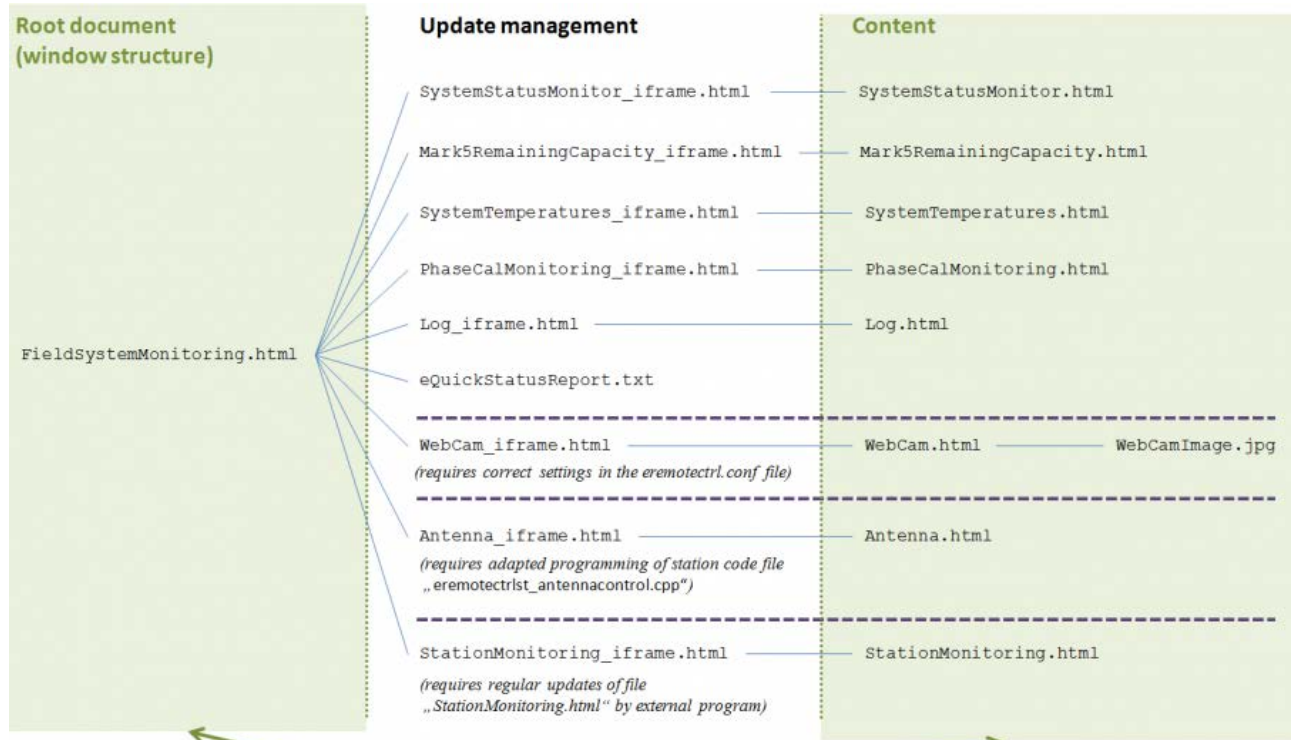 Root document
(window structure)
Update management
Content
SystemStatusMonitor_iframe.html
SystemStatusMonitor.html
Mark5RemainingCapacity_iframe.html
Mark5RemainingCapacity.html
SystemTemperatures_iframe.html
SystemTemperatures.html
PhaseCalMonitoring_iframe.html
PhaseCalMonitoring.html
Log_iframe.html
Log.html
FieldSystemMonitoring.html
eQuickStatusReport.txt
WebCam_iframe.html
WebCam.html
WebCamImage.jpg
(requires correct settings in the eremotectrl.conf file)
Antenna_iframe.html
Antenna.html
(requires adapted programming of station code file
„eremotectrlst_antennacontrol.cpp“)
StationMonitoring_iframe.html
StationMonitoring.html
(requires regular updates of file
„StationMonitoring.html“ by external program)